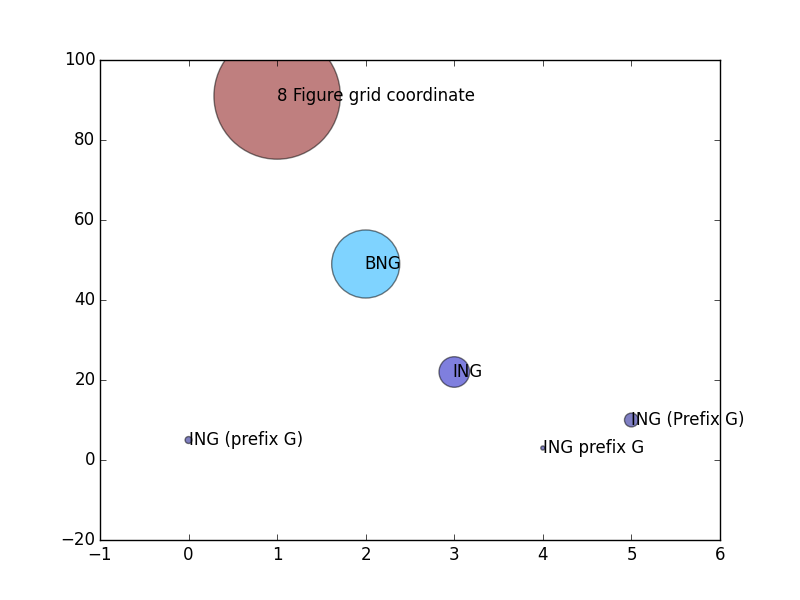 100
8 Figure grid coordinate
80
60
BNG
40
ING
20
ING (Prefix G)
ING (prefix G)
ING prefix G
0
−20
−1 0 1 2 3 4 5 6